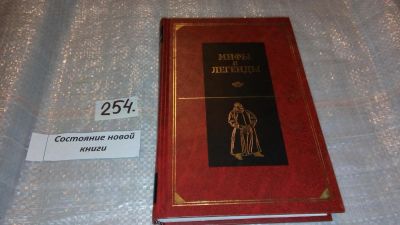 МИФЫ
И
ЛЕГЕНДЫ
254.
Состояние новой
книги